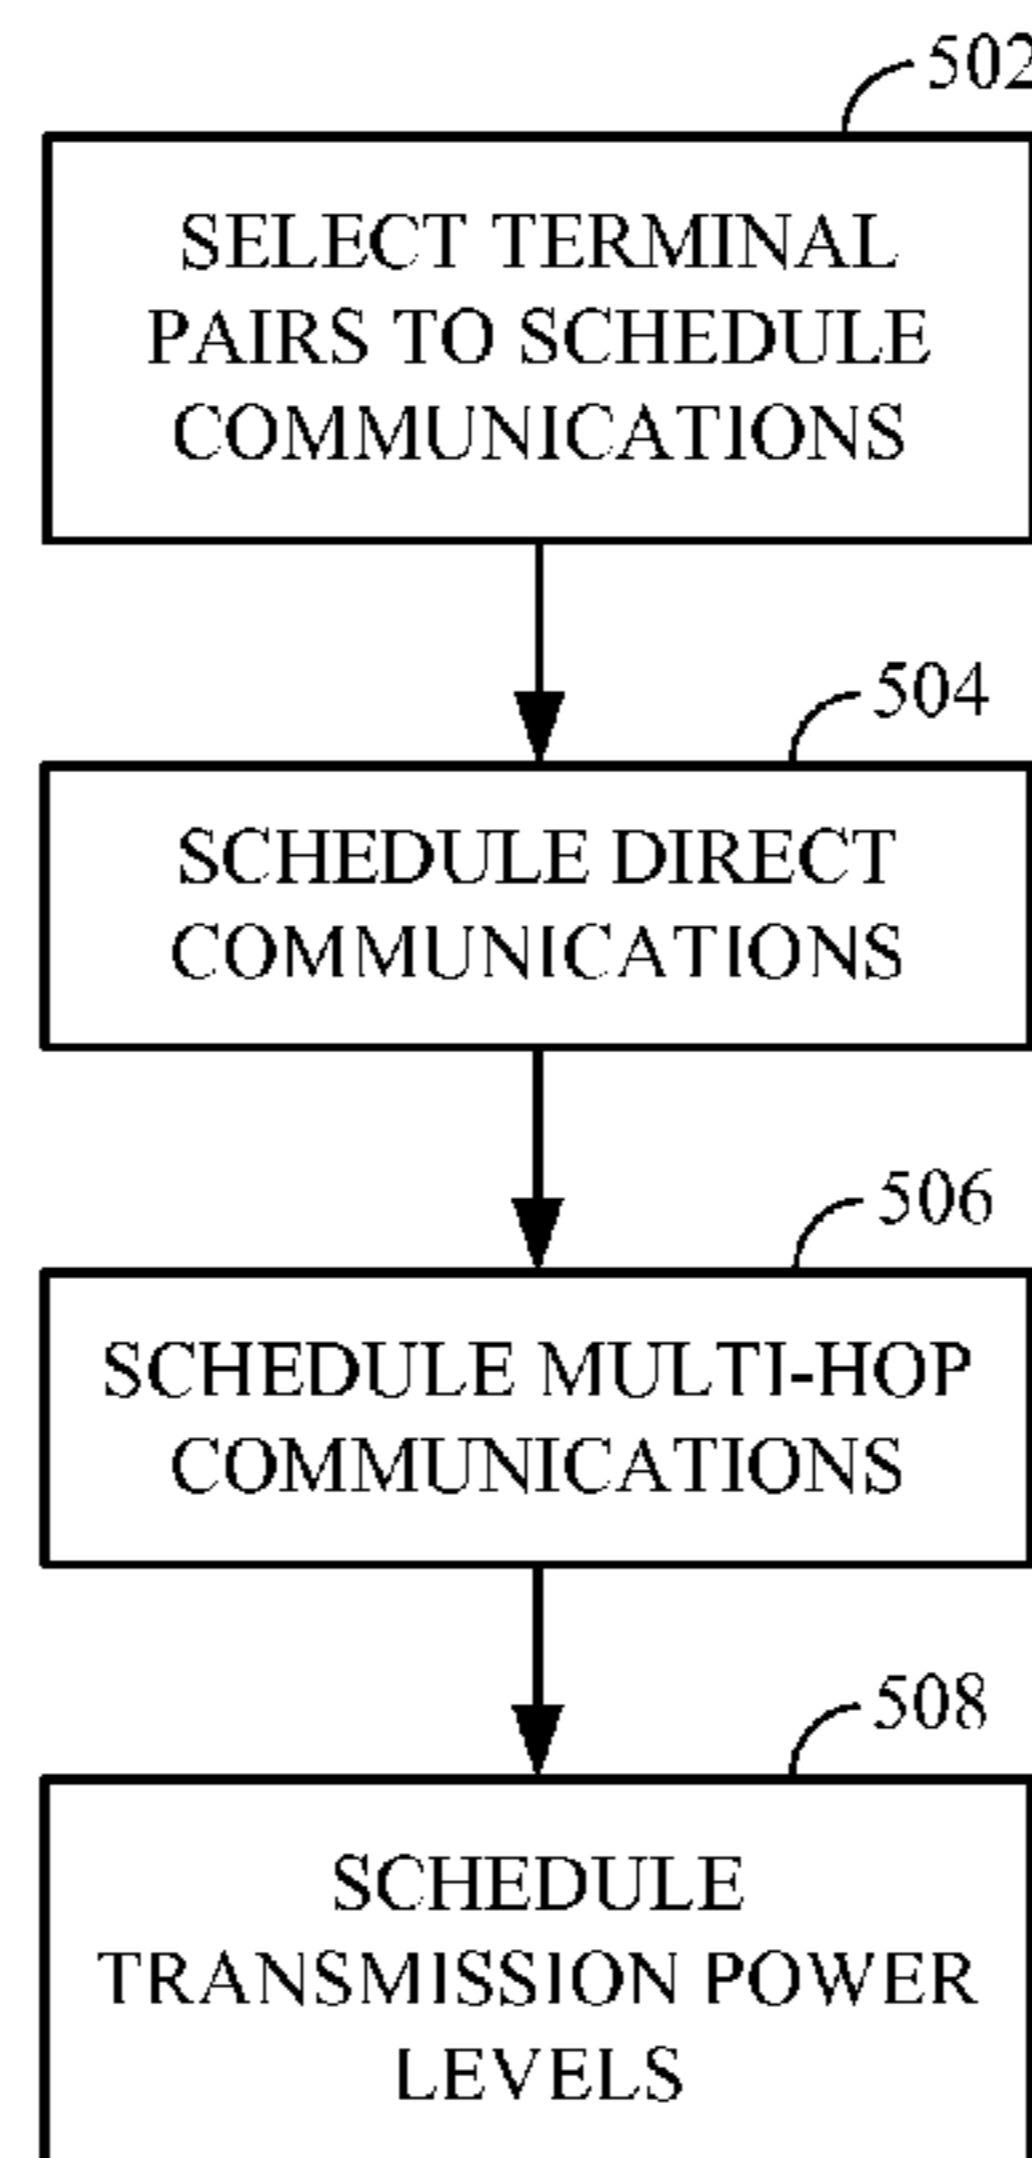 502
SELECT TERMINAL
PAIRS TO SCHEDULE
COMMUNICATIONS
504
SCHEDULE DIRECT
COMMUNICATIONS
506
SCHEDULE MULTI-HOP
COMMUNICATIONS
508
SCHEDULE
TRANSMISSION POWER
LEVELS